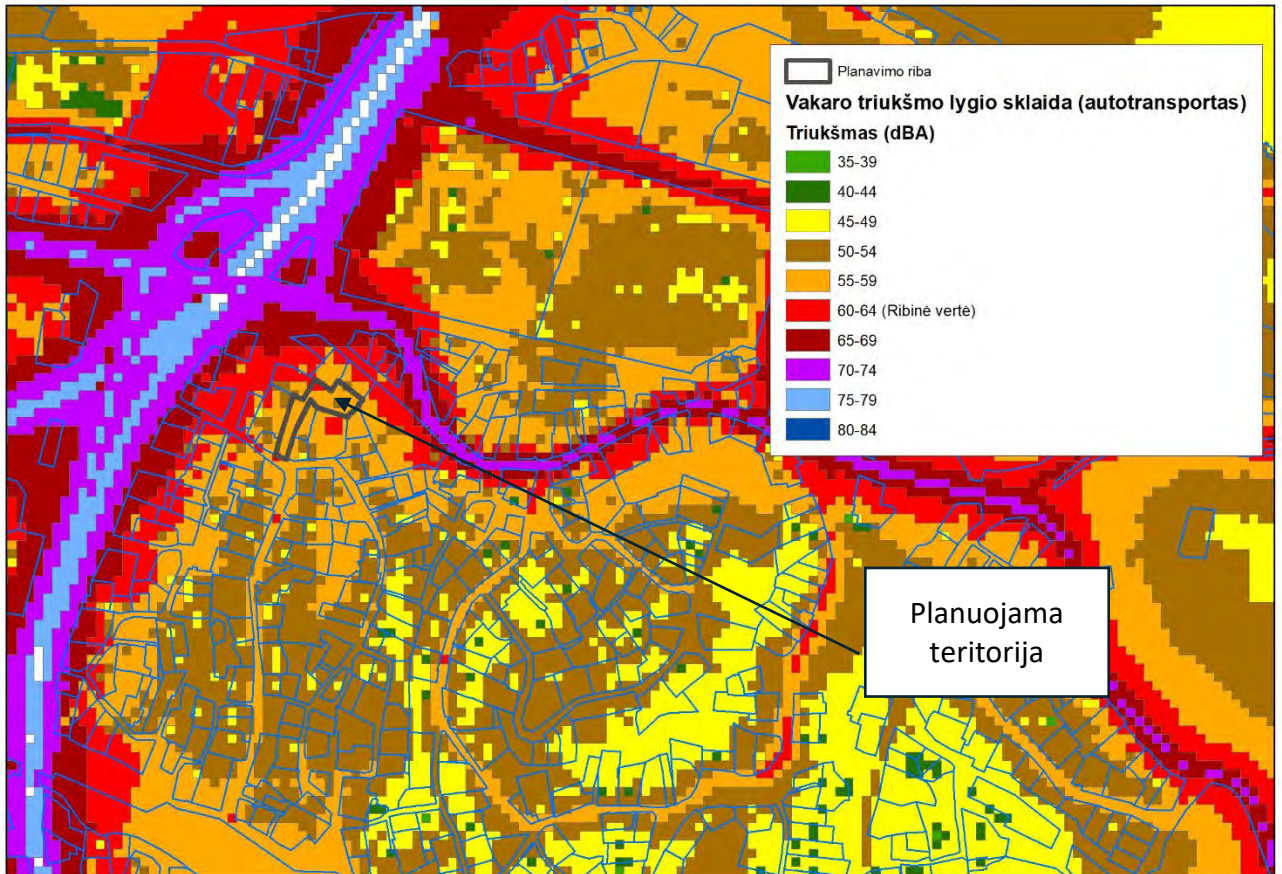 Planavimo riba
Vakaro triukšmo lygio sklaida (autotransportas)
Triukšmas (dBA)
35-39
40-44
45-49
50-54
55-59
60-64 (Ribinė vertė)
65-69
70-74
75-79
80-84
Planuojama
teritorija